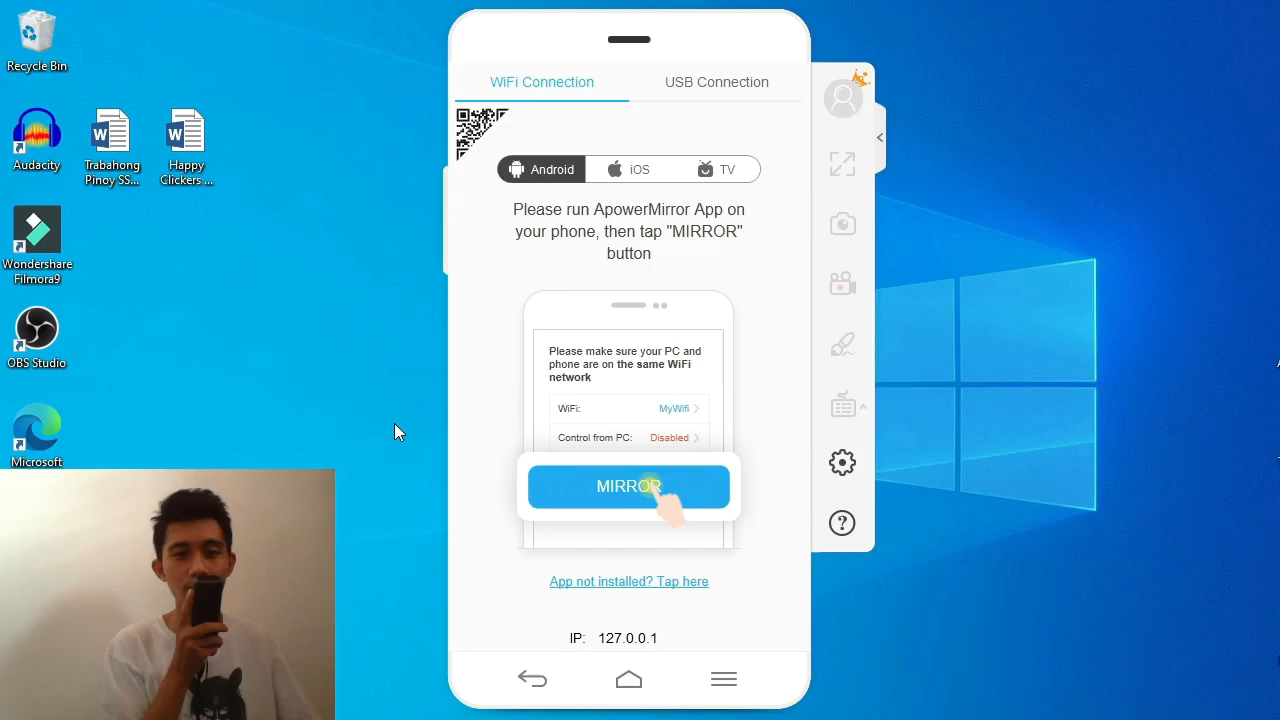 Recycle Bin
Audacity
Trabahong
Pinoy SS...
Happy
Clickers ...
Wondershare
Filmora9
OBS Studio
Microsoft
WiFi Connection
USB Connection
Android
iOS
TV
Please run ApowerMirror App on
your phone, then tap "MIRROR"
button
Please make sure your PC and
phone are on the same WiFi
network
WiFi: MyWifi
Control from PC: Disabled
MIRROR
App not installed? Tap here
IP: 127.0.0.1